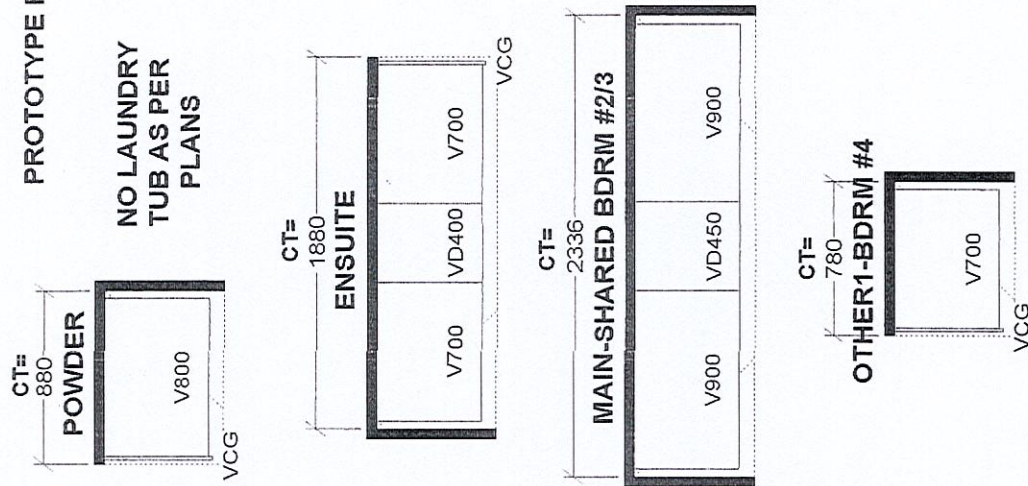 PROTOTYPE
NO LAUNDRY
TUB AS PER
PLANS
CT=
880
POWDER
V800
VCG
CT=
1880
ENSUITE
V700
VD400
V700
VCG
CT=
2336
MAIN-SHARED BDRM #2/3
V900
VD450
V900
CT=
780
OTHER1-BDRM #4
V700
VCG